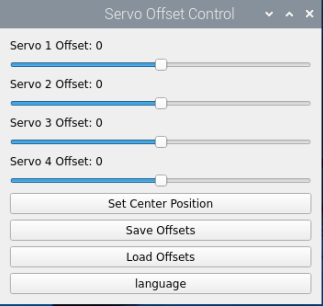 Servo Offset Control
Servo 1 Offset: 0
Servo 2 Offset: 0
Servo 3 Offset: 0
Servo 4 Offset: 0
Set Center Position
Save Offsets
Load Offsets
language